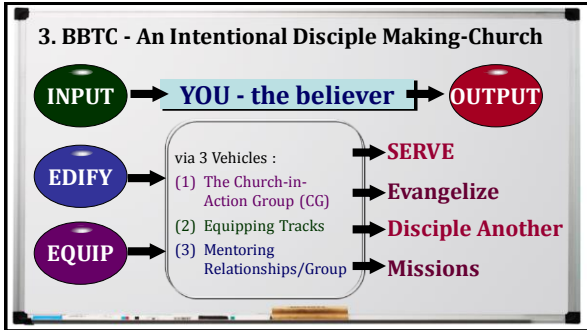 3. BBTC - An Intentional Disciple Making-Church
INPUT
YOU - the believer
OUTPUT
EDIFY
EQUIP
via 3 Vehicles :
(1) The Church-in-
Action Group (CG)
(2) Equipping Tracks
(3) Mentoring
Relationships/Group
SERVE
Evangelize
Disciple Another
Missions